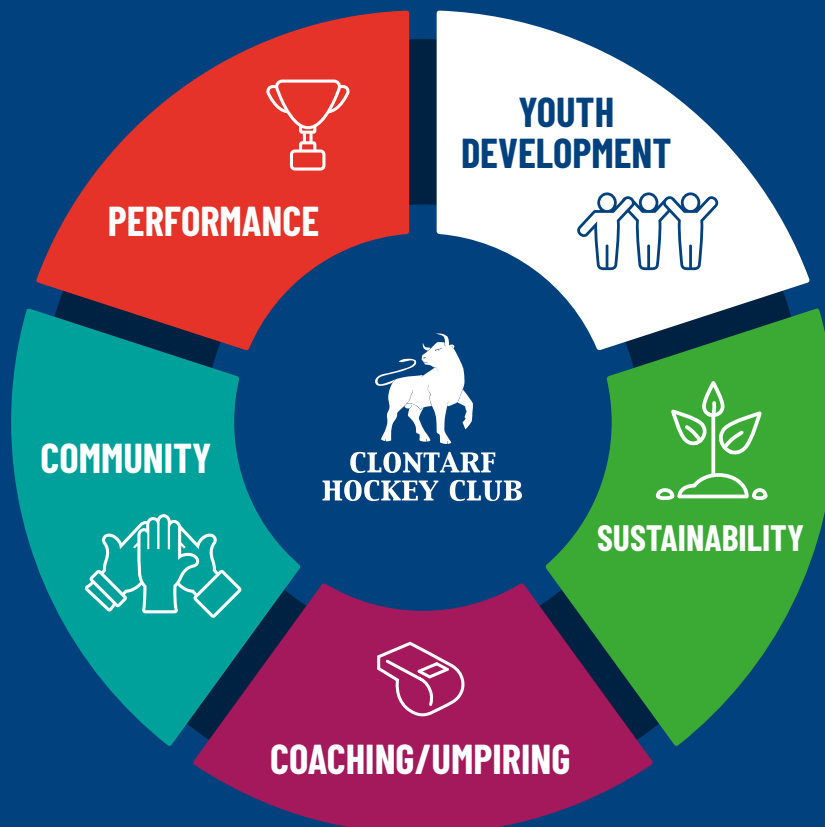 PERFORMANCE
YOUTH
DEVELOPMENT
COMMUNITY
CLONTARF
HOCKEY CLUB
SUSTAINABILITY
COACHING/UMPIRING